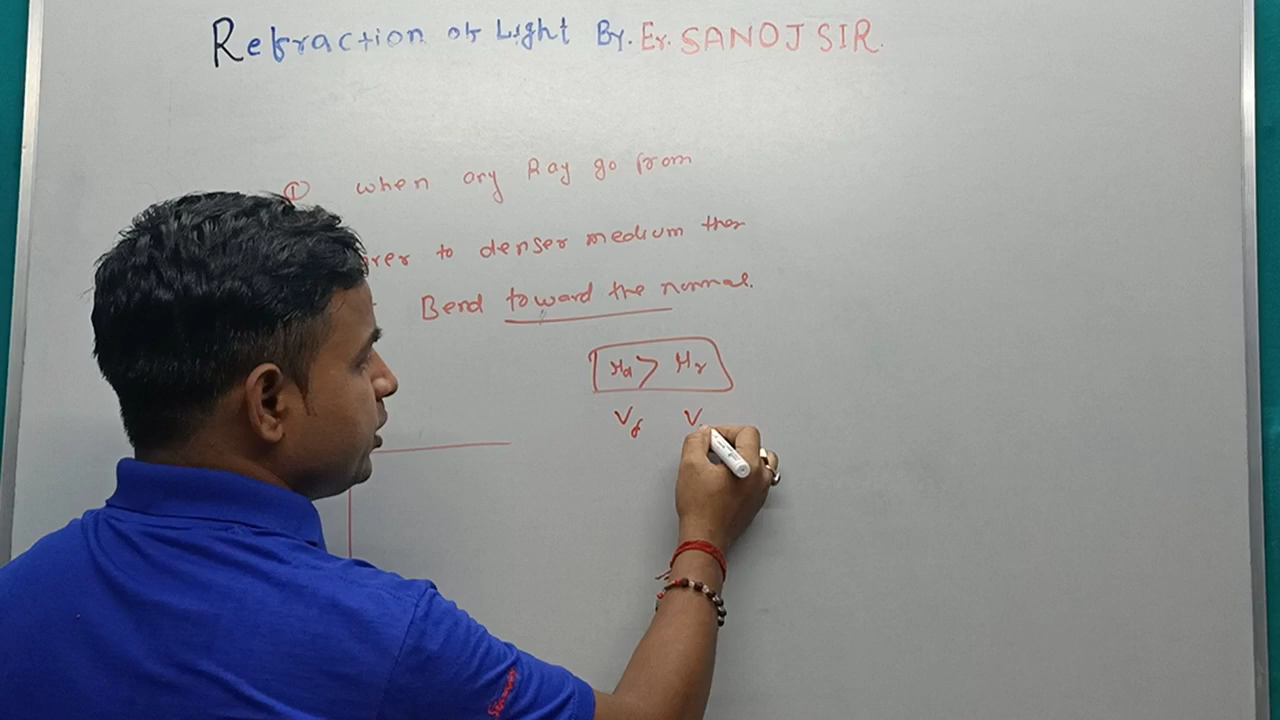 Refraction of Light By. Er. SANOJ SIR.
① when any Ray go from
rer to denser medium then
Bend toward the normal.
μd > μr
Vd V